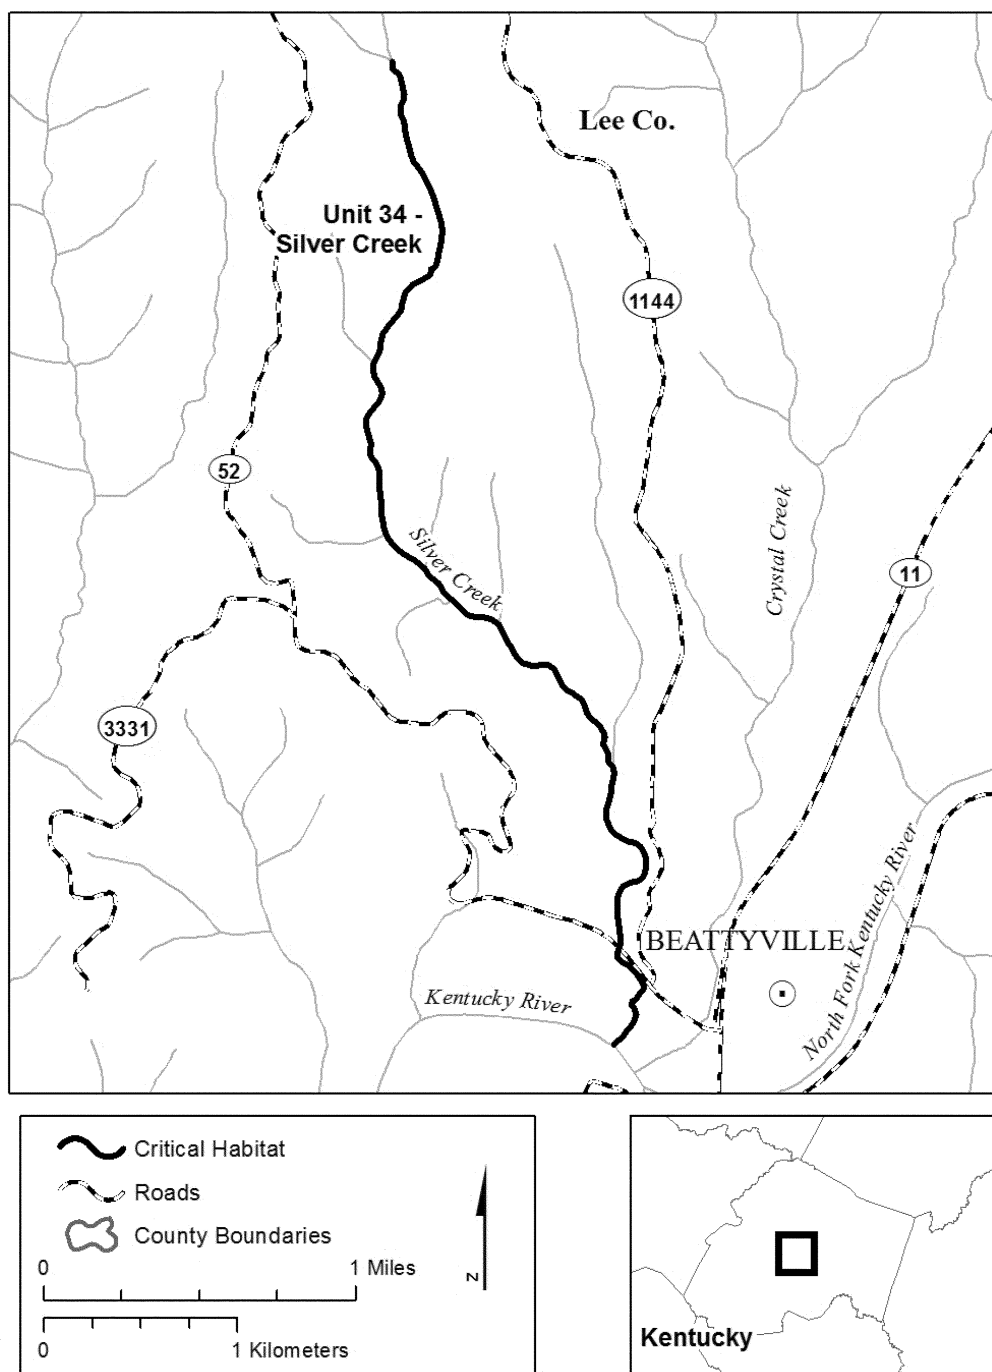 Lee Co.
Unit 34 -
Silver Creek
1144
52
Silver Creek
Crystal Creek
11
3331
BEATTYVILLE
Kentucky River
North Fork Kentucky River
Critical Habitat
Roads
County Boundaries
0 1 Miles
0 1 Kilometers
N
Kentucky